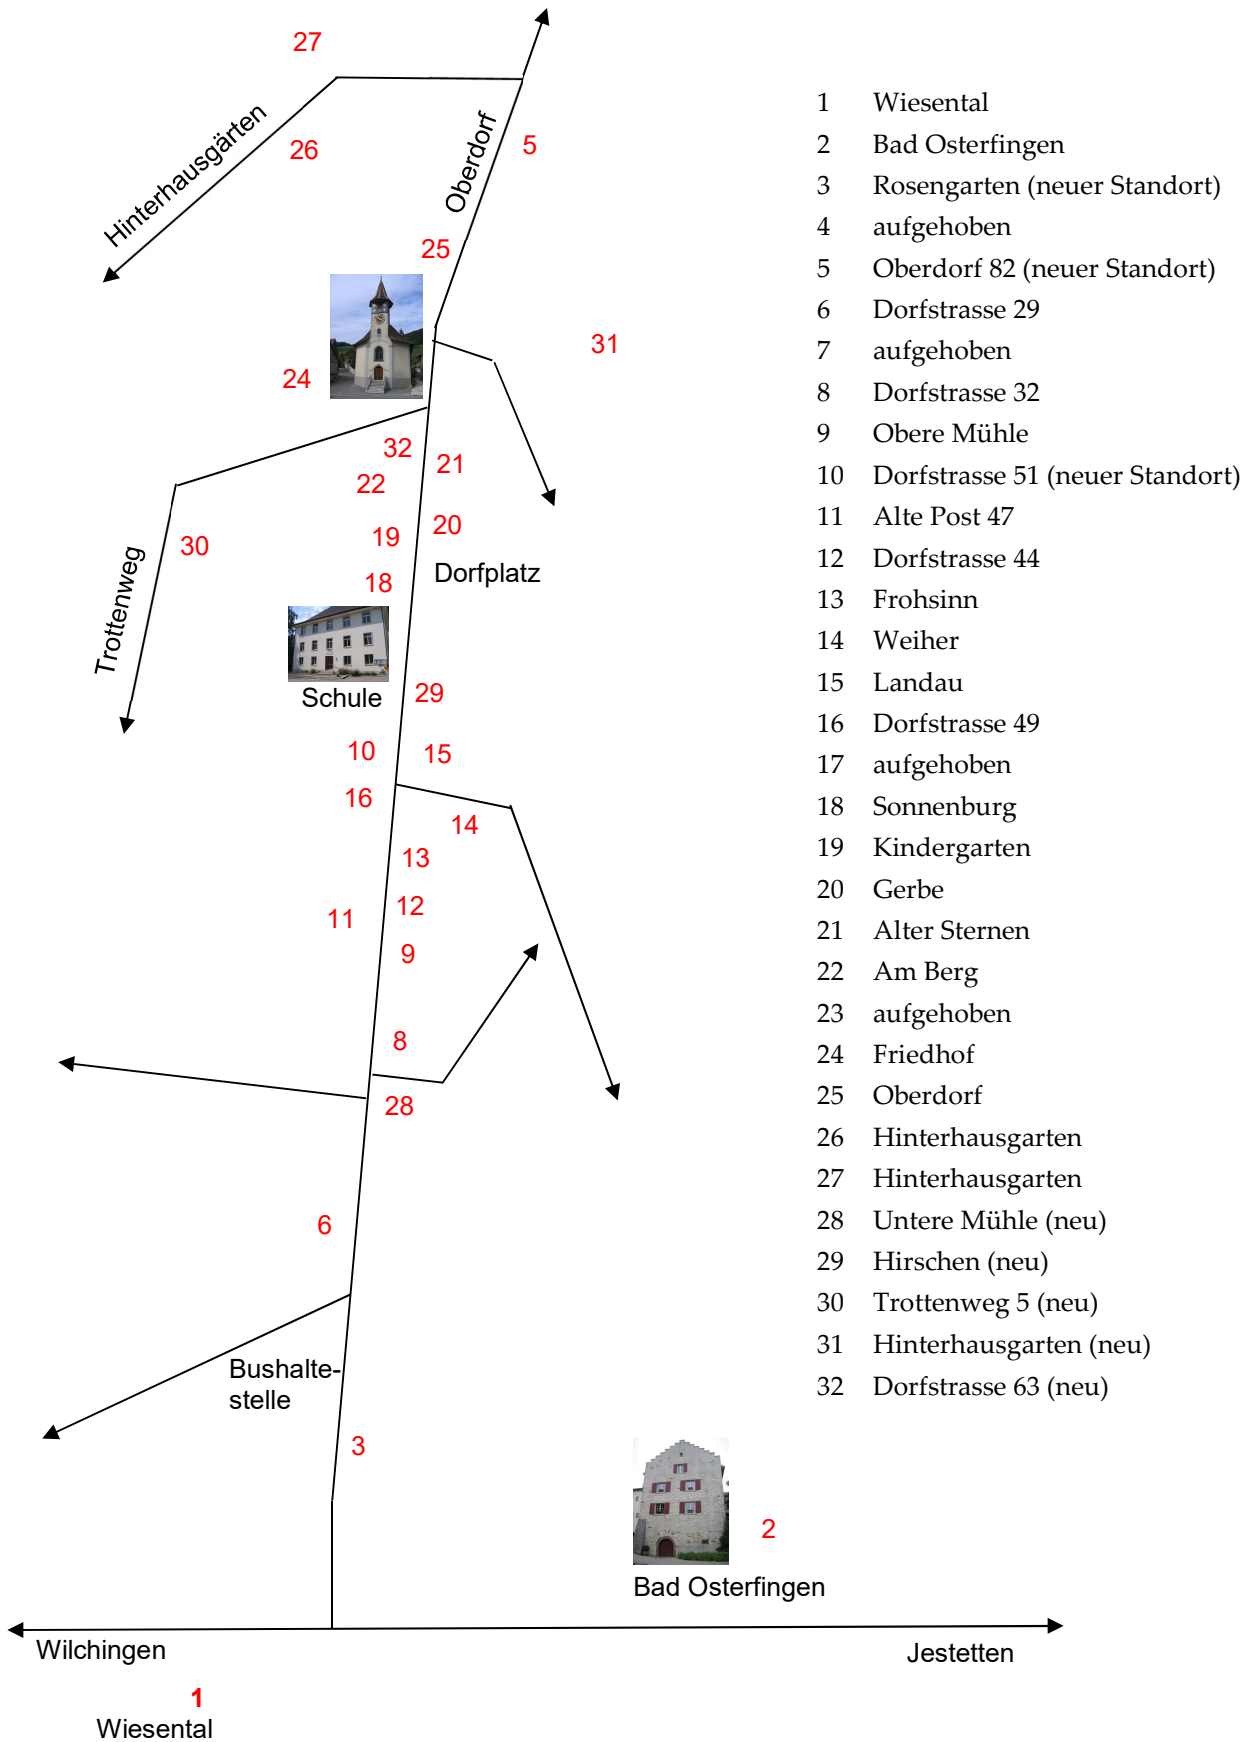 27
Hinterhausgärten
26
Oberdorf
5
25
31
24
32
21
22
20
19
30
Dorfplatz
18
Trottenweg
Schule
29
10
15
16
14
13
12
11
9
8
28
6
Bushalte-
stelle
3
2
Bad Osterfingen
Wilchingen
Jestetten
1
Wiesental
1 Wiesental
2 Bad Osterfingen
3 Rosengarten (neuer Standort)
4 aufgehoben
5 Oberdorf 82 (neuer Standort)
6 Dorfstrasse 29
7 aufgehoben
8 Dorfstrasse 32
9 Obere Mühle
10 Dorfstrasse 51 (neuer Standort)
11 Alte Post 47
12 Dorfstrasse 44
13 Frohsinn
14 Weiher
15 Landau
16 Dorfstrasse 49
17 aufgehoben
18 Sonnenburg
19 Kindergarten
20 Gerbe
21 Alter Sternen
22 Am Berg
23 aufgehoben
24 Friedhof
25 Oberdorf
26 Hinterhausgarten
27 Hinterhausgarten
28 Untere Mühle (neu)
29 Hirschen (neu)
30 Trottenweg 5 (neu)
31 Hinterhausgarten (neu)
32 Dorfstrasse 63 (neu)